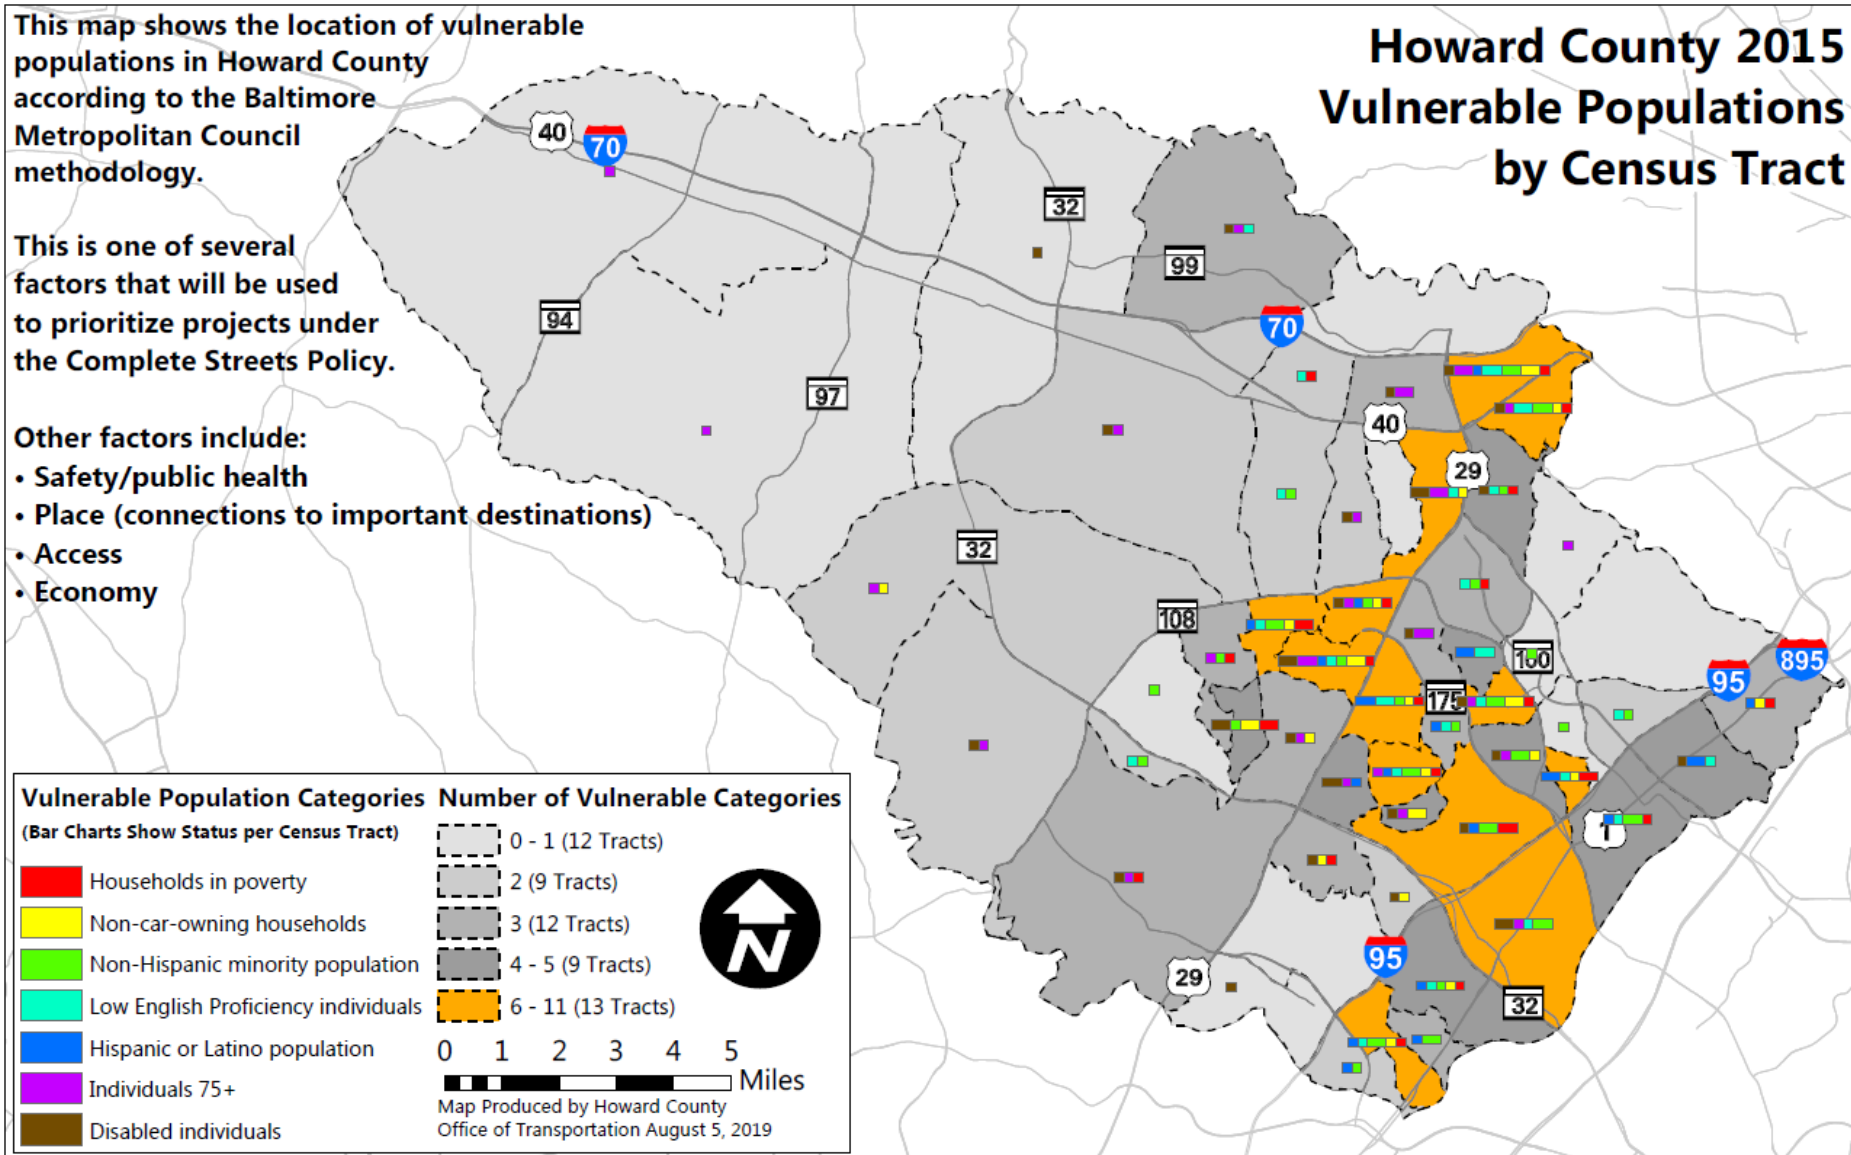 This map shows the location of vulnerable
populations in Howard County
according to the Baltimore
Metropolitan Council
methodology.
This is one of several
factors that will be used
to prioritize projects under
the Complete Streets Policy.
Other factors include:
• Safety/public health
• Place (connections to important destinations)
• Access
• Economy
Howard County 2015
Vulnerable Populations
by Census Tract
40
70
32
99
94
70
97
40
29
32
108
100
895
95
175
1
95
29
32
Vulnerable Population Categories
(Bar Charts Show Status per Census Tract)
Households in poverty
Non-car-owning households
Non-Hispanic minority population
Low English Proficiency individuals
Hispanic or Latino population
Individuals 75+
Disabled individuals
Number of Vulnerable Categories
0 - 1 (12 Tracts)
2 (9 Tracts)
3 (12 Tracts)
4 - 5 (9 Tracts)
6 - 11 (13 Tracts)
N
0 1 2 3 4 5
Miles
Map Produced by Howard County
Office of Transportation August 5, 2019